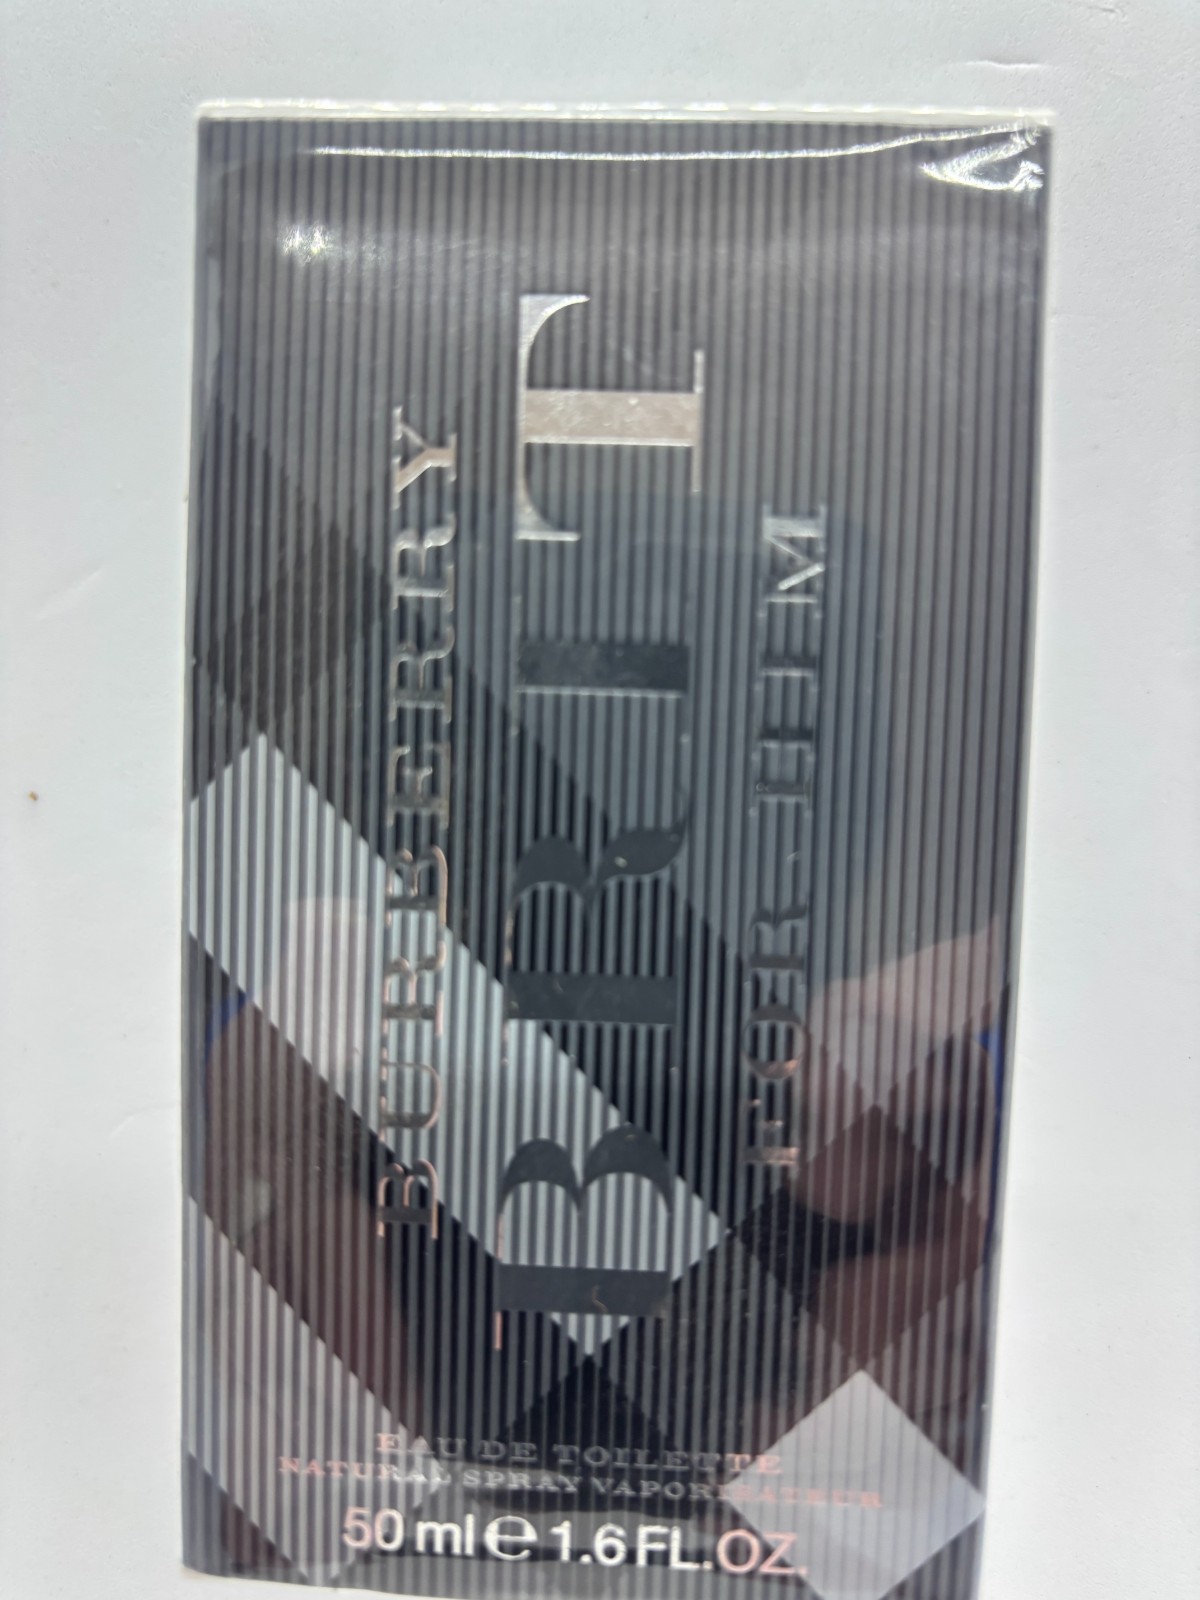 BURBERRY
BRIT
FOR HIM
EAU DE TOILETTE
NATURAL SPRAY VAPORISATEUR
50 ml e 1.6 FL.OZ.